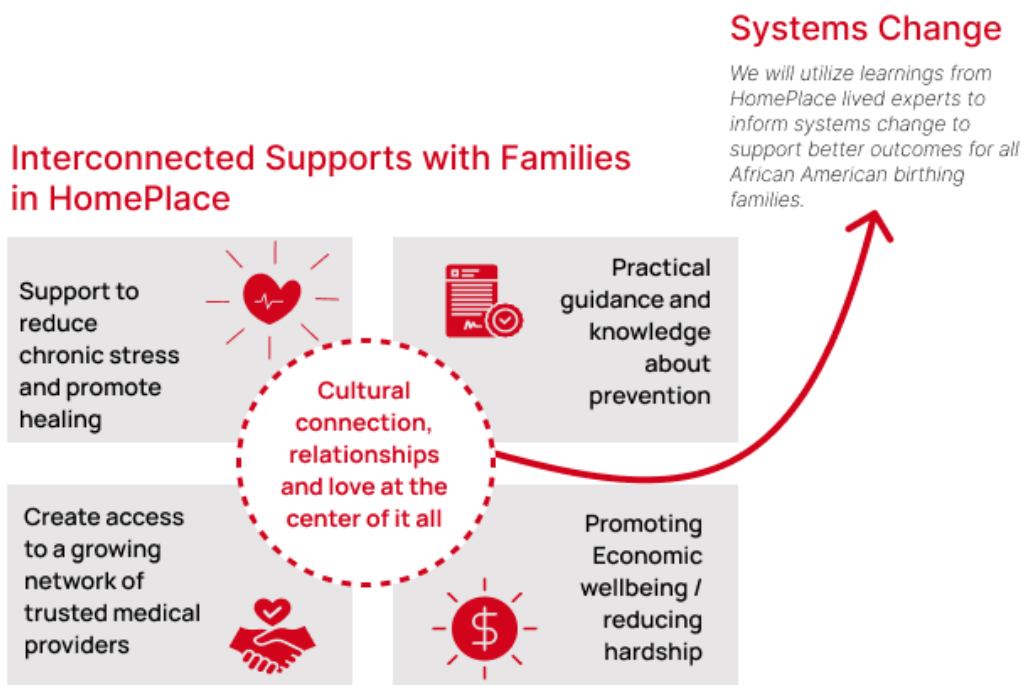 Systems Change
We will utilize learnings from
HomePlace lived experts to
inform systems change to
support better outcomes for all
African American birthing
families.
Interconnected Supports with Families
in HomePlace
Support to
reduce
chronic stress
and promote
healing
Practical
guidance and
knowledge
about
prevention
Cultural
connection,
relationships
and love at the
center of it all
Create access
to a growing
network of
trusted medical
providers
Promoting
Economic
wellbeing /
reducing
hardship
$